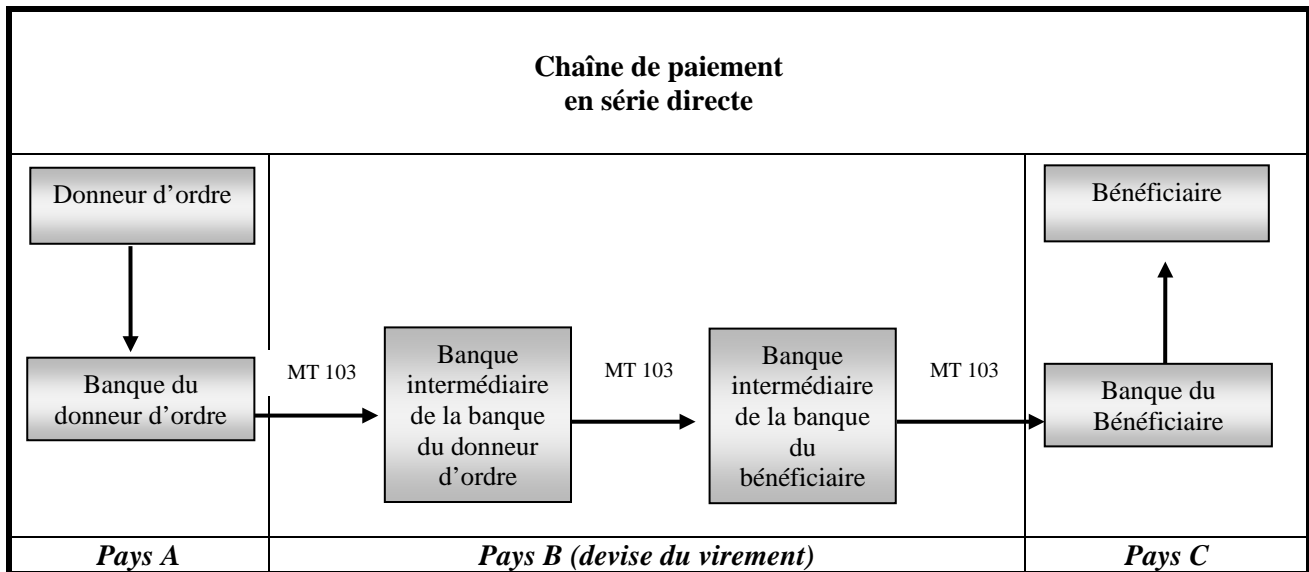 Chaîne de paiement
en série directe
Donneur d’ordre
Bénéficiaire
Banque du
donneur d’ordre
MT 103
Banque
intermédiaire
de la banque
du donneur
d’ordre
MT 103
Banque
intermédiaire
de la banque
du
bénéficiaire
MT 103
Banque du
Bénéficiaire
Pays A
Pays B (devise du virement)
Pays C